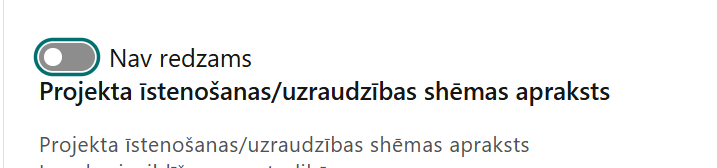 Nav redzams
Projekta īstenošanas/uzraudzības shēmas apraksts
Projekta īstenošanas/uzraudzības shēmas apraksts